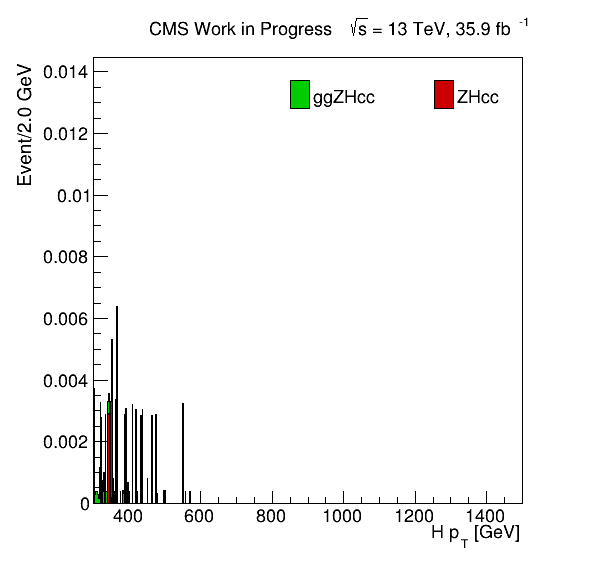 CMS Work in Progress √s = 13 TeV, 35.9 fb -1
Event/2.0 GeV
ggZHcc ZHcc
0.014
0.012
0.01
0.008
0.006
0.004
0.002
0
400 600 800 1000 1200 1400
H pT [GeV]